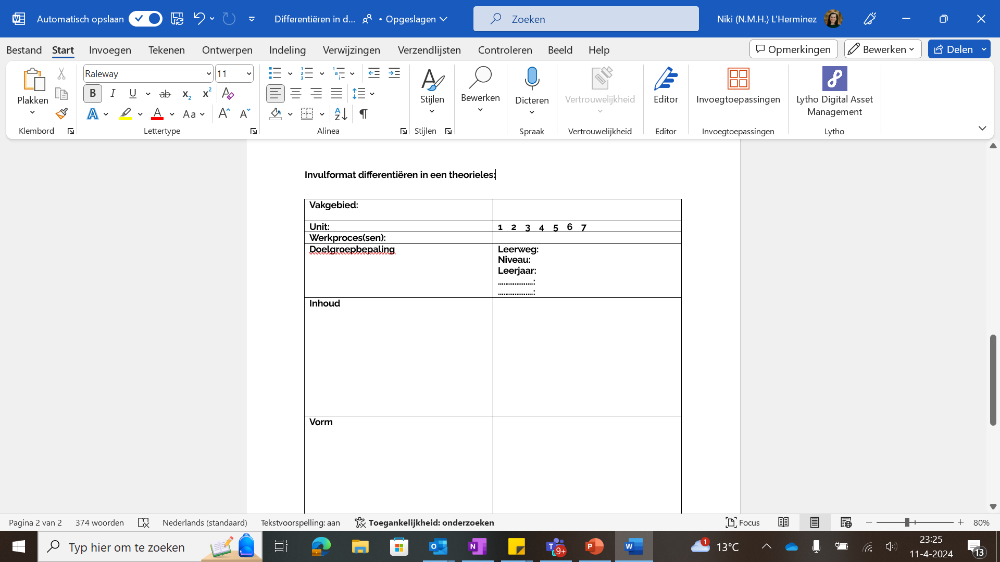 Automatisch opslaan
Differentiëren in d... • Opgeslagen
Zoeken
Niki (N.M.H.) L'Herminez
Bestand Start Invoegen Tekenen Ontwerpen Indeling Verwijzingen Verzendlijsten Controleren Beeld Help
Opmerkingen Bewerken Delen
Raleway 11
Plakken
Klembord
Lettertype
Alinea
Stijlen
Stijlen
Bewerken
Dicteren
Spraak
Vertrouwelijkheid
Vertrouwelijkheid
Editor
Editor
Invoegtoepassingen
Invoegtoepassingen
Lytho Digital Asset
Management
Lytho
Invulformat differentiëren in een theorieles:
Vakgebied:
Unit: 1 2 3 4 5 6 7
Werkproces(sen):
Doelgroepbepaling
Leerweg:
Niveau:
Leerjaar:
...................:
...................:
Inhoud
Vorm
Pagina 2 van 2 374 woorden Nederlands (standaard) Tekstvoorspelling: aan Toegankelijkheid: onderzoeken Focus 80%
Typ hier om te zoeken
9+
1
13°C
23:25
11-4-2024
13